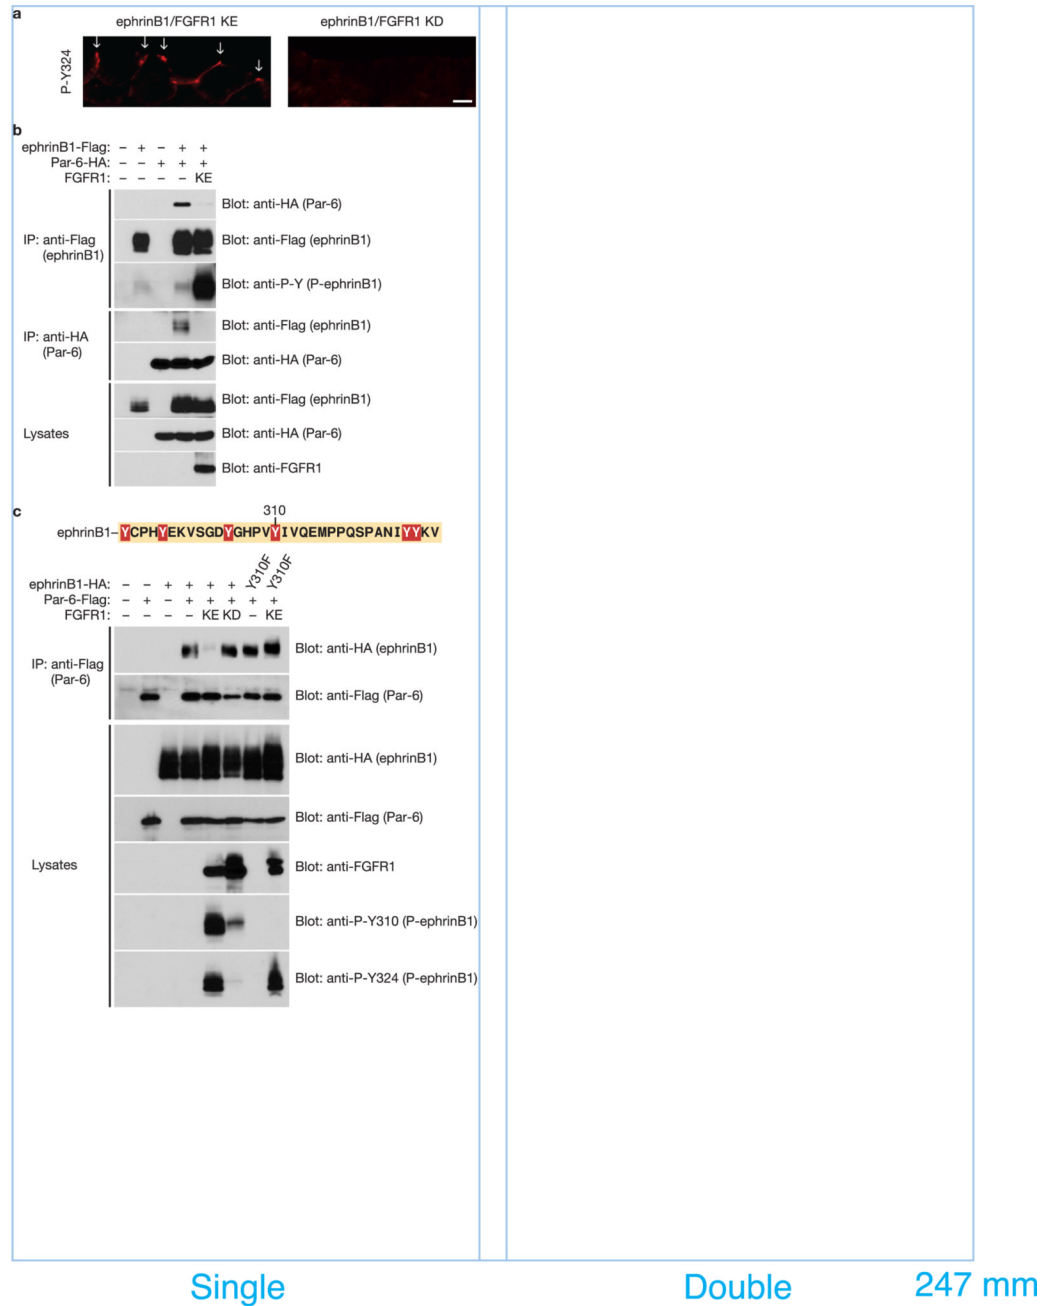 a
ephrinB1/FGFR1 KE
ephrinB1/FGFR1 KD
P-Y324
b
ephrinB1-Flag: – + – + +
Par-6-HA: – – + + +
FGFR1: – – – – KE
IP: anti-Flag
(ephrinB1)
Blot: anti-HA (Par-6)
Blot: anti-Flag (ephrinB1)
Blot: anti-P-Y (P-ephrinB1)
IP: anti-HA
(Par-6)
Blot: anti-Flag (ephrinB1)
Blot: anti-HA (Par-6)
Lysates
Blot: anti-Flag (ephrinB1)
Blot: anti-HA (Par-6)
Blot: anti-FGFR1
c
310
ephrinB1–YCPHYEKVSGDYGHPVYIVQEMPPQSPANIYYKV
ephrinB1-HA: – – + + + + Y310F Y310F
Par-6-Flag: – + – + + + + +
FGFR1: – – – – KE KD – KE
IP: anti-Flag
(Par-6)
Blot: anti-HA (ephrinB1)
Blot: anti-Flag (Par-6)
Lysates
Blot: anti-HA (ephrinB1)
Blot: anti-Flag (Par-6)
Blot: anti-FGFR1
Blot: anti-P-Y310 (P-ephrinB1)
Blot: anti-P-Y324 (P-ephrinB1)
Single
Double
247 mm